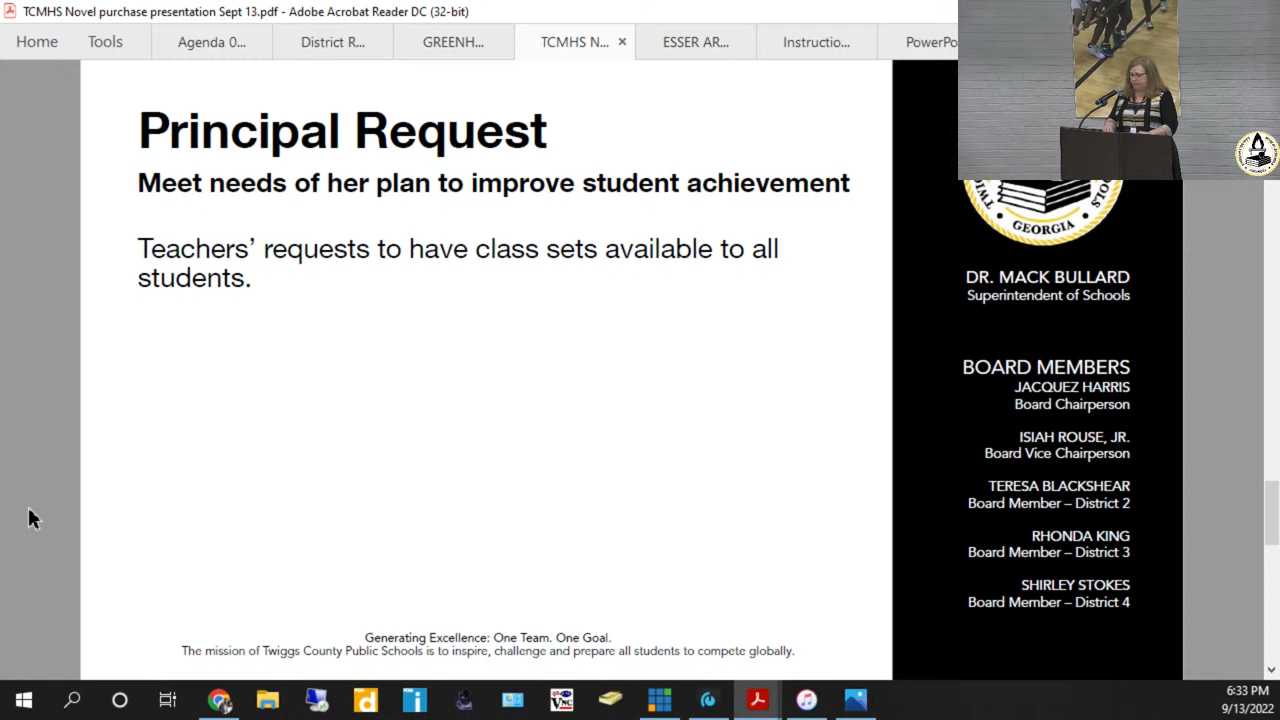 TCMHS Novel purchase presentation Sept 13.pdf - Adobe Acrobat Reader DC (32-bit)
Home Tools Agenda 0... District R... GREENH... TCMHS N... × ESSER AR... Instructio... PowerPo
Principal Request
Meet needs of her plan to improve student achievement
Teachers’ requests to have class sets available to all
students.
GEORGIA
DR. MACK BULLARD
Superintendent of Schools
BOARD MEMBERS
JACQUEZ HARRIS
Board Chairperson
ISIAH ROUSE, JR.
Board Vice Chairperson
TERESA BLACKSHEAR
Board Member – District 2
RHONDA KING
Board Member – District 3
SHIRLEY STOKES
Board Member – District 4
Generating Excellence: One Team. One Goal.
The mission of Twiggs County Public Schools is to inspire, challenge and prepare all students to compete globally.
6:33 PM
9/13/2022